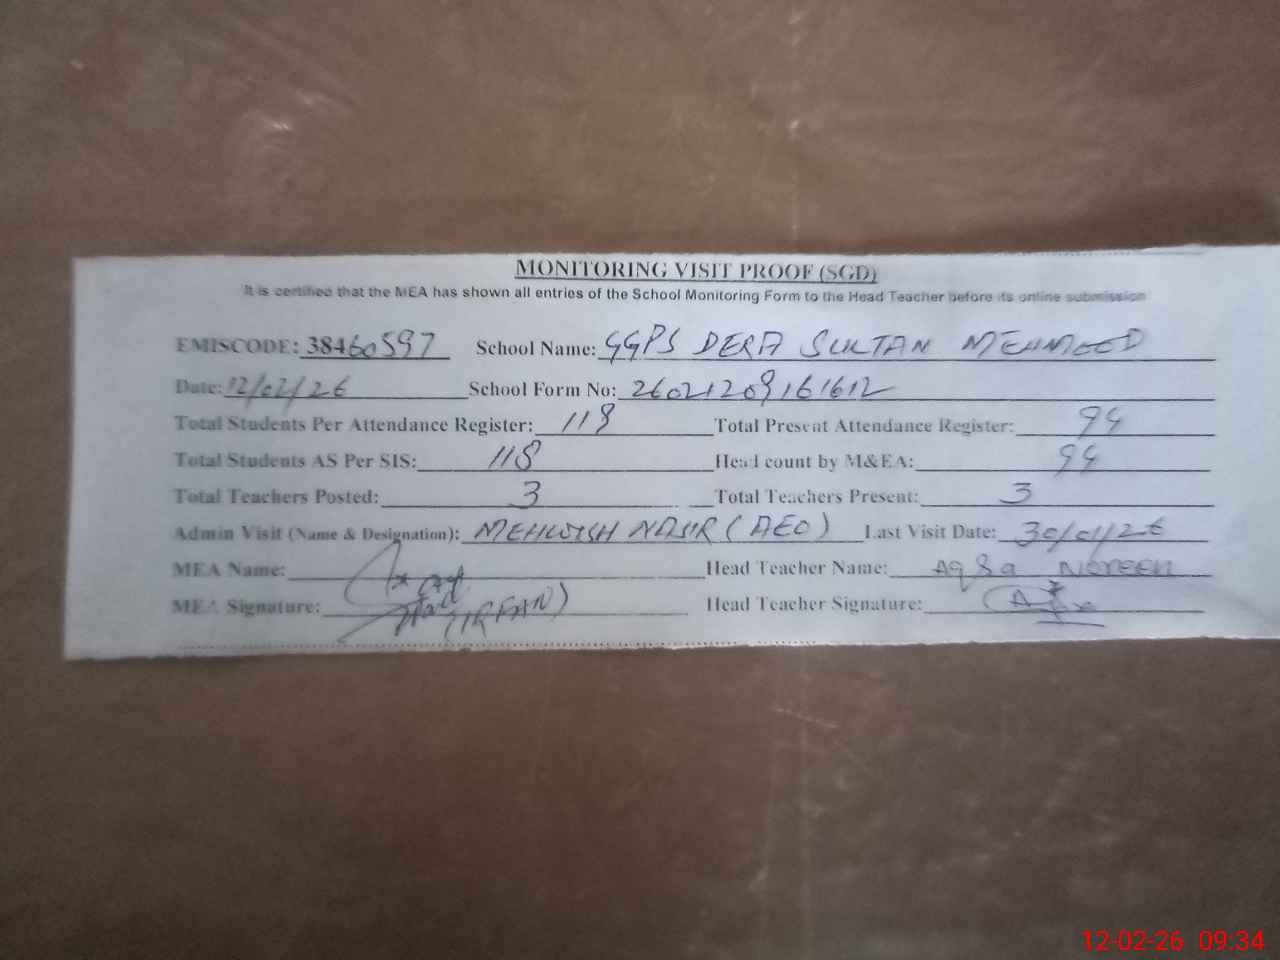 MONITORING VISIT PROOF (SGD)
It is certified that the MEA has shown all entries of the School Monitoring Form to the Head Teacher before its online submission
EMISCODE: 38460597 School Name: GGPS DERA SULTAN MEHMOOD
Date: 12/02/26 School Form No: 26021209161612
Total Students Per Attendance Register: 118 Total Present Attendance Register: 94
Total Students AS Per SIS: 118 Head count by M&EA: 94
Total Teachers Posted: 3 Total Teachers Present: 3
Admin Visit (Name & Designation): MEHWISH NASIR (AEO) Last Visit Date: 30/01/26
MEA Name: Head Teacher Name: Aqsa NOREEN
MEA Signature: (IRFAN) Head Teacher Signature:
12-02-26 09:34